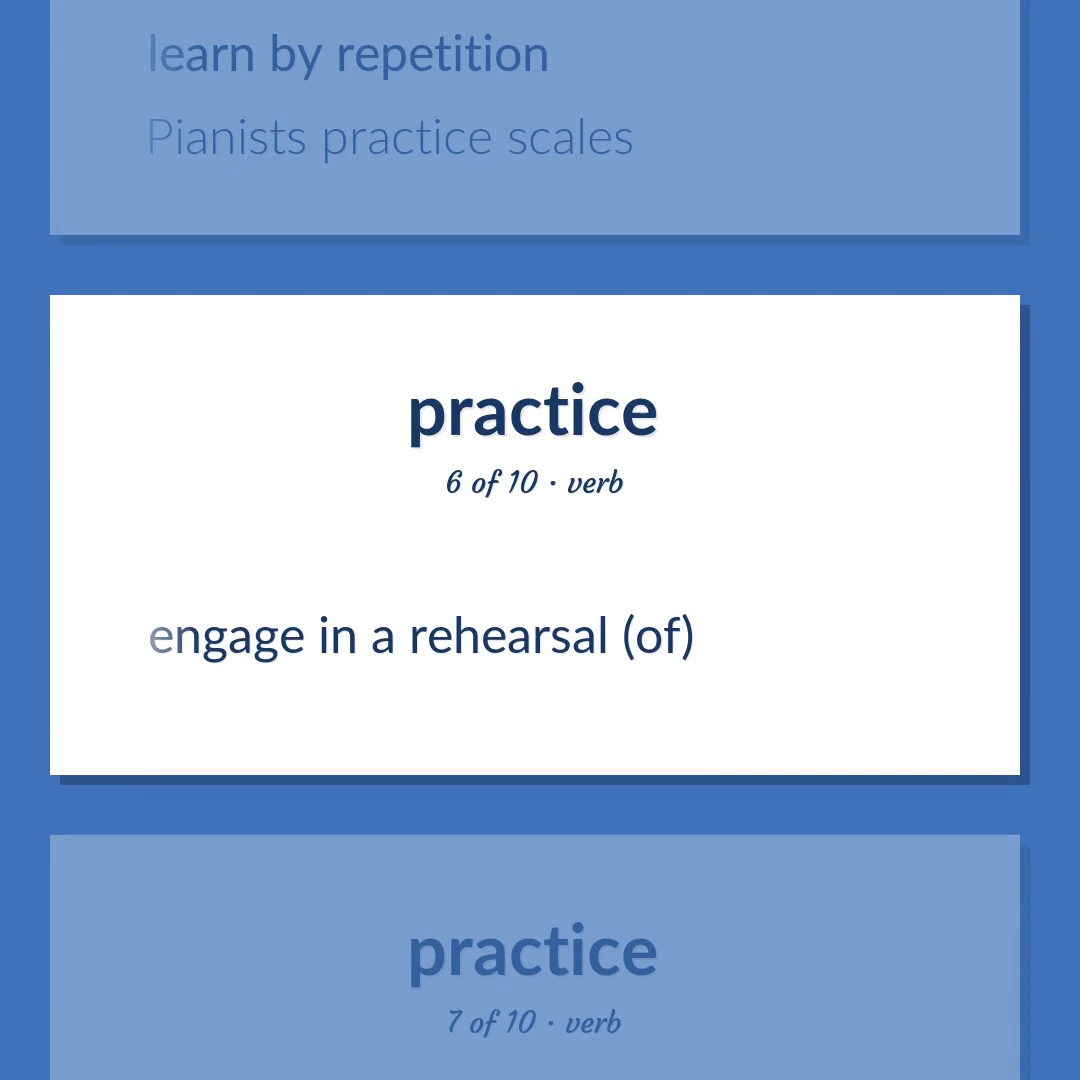 learn by repetition
Pianists practice scales
practice
6 of 10 · verb
engage in a rehearsal (of)
practice
7 of 10 · verb